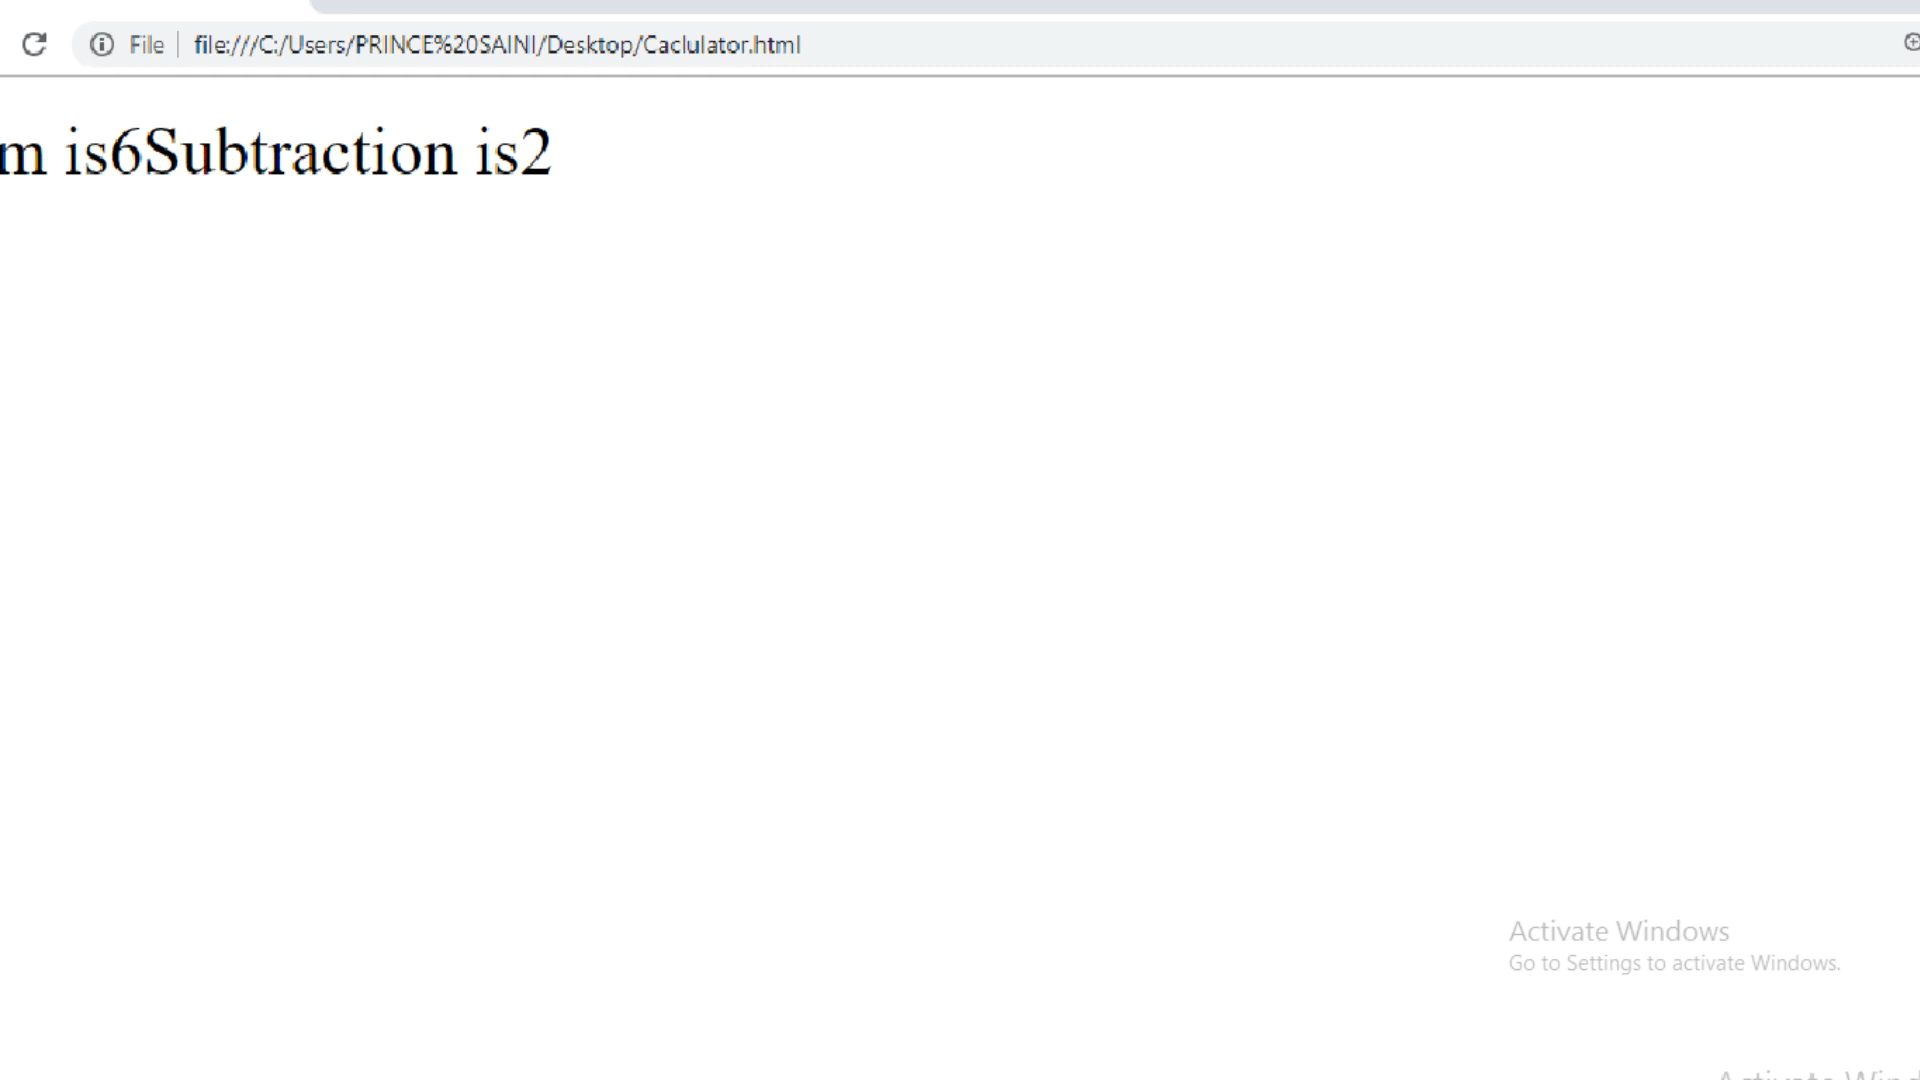 File file:///C:/Users/PRINCE%20SAINI/Desktop/Caclulator.html
m is6Subtraction is2
Activate Windows
Go to Settings to activate Windows.